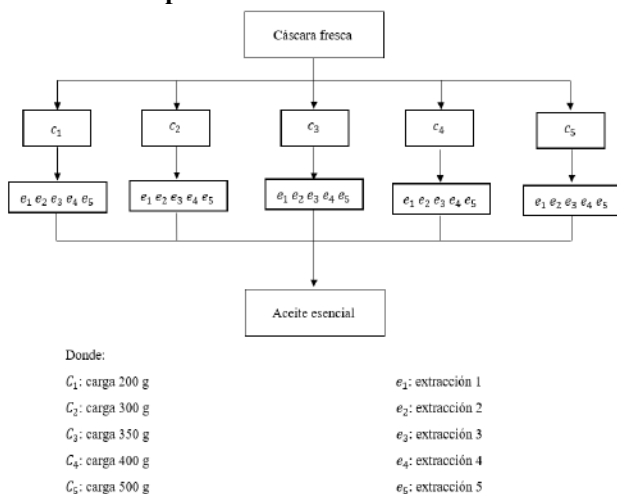 Cáscara fresca
c₁ c₂ c₃ c₄ c₅
e₁ e₂ e₃ e₄ e₅ e₁ e₂ e₃ e₄ e₅ e₁ e₂ e₃ e₄ e₅ e₁ e₂ e₃ e₄ e₅ e₁ e₂ e₃ e₄ e₅
Aceite esencial
Donde:
C₁: carga 200 g e₁: extracción 1
C₂: carga 300 g e₂: extracción 2
C₃: carga 350 g e₃: extracción 3
C₄: carga 400 g e₄: extracción 4
C₅: carga 500 g e₅: extracción 5